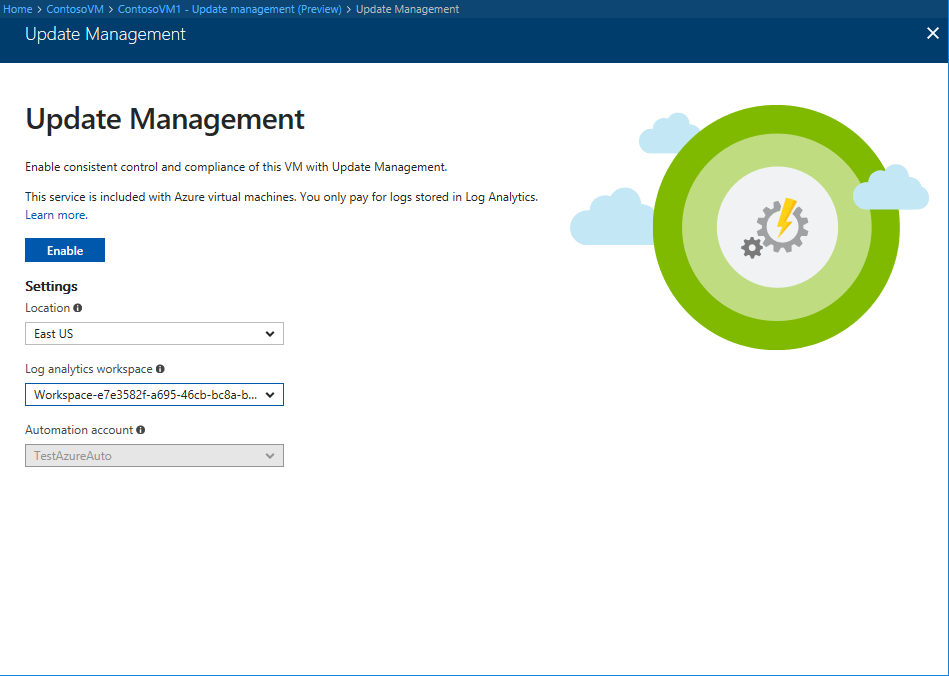 Home > ContosoVM > ContosoVM1 - Update management (Preview) > Update Management
Update Management
Update Management
Enable consistent control and compliance of this VM with Update Management.
This service is included with Azure virtual machines. You only pay for logs stored in Log Analytics.
Learn more.
Enable
Settings
Location
East US
Log analytics workspace
Workspace-e7e3582f-a695-46cb-bc8a-b...
Automation account
TestAzureAuto